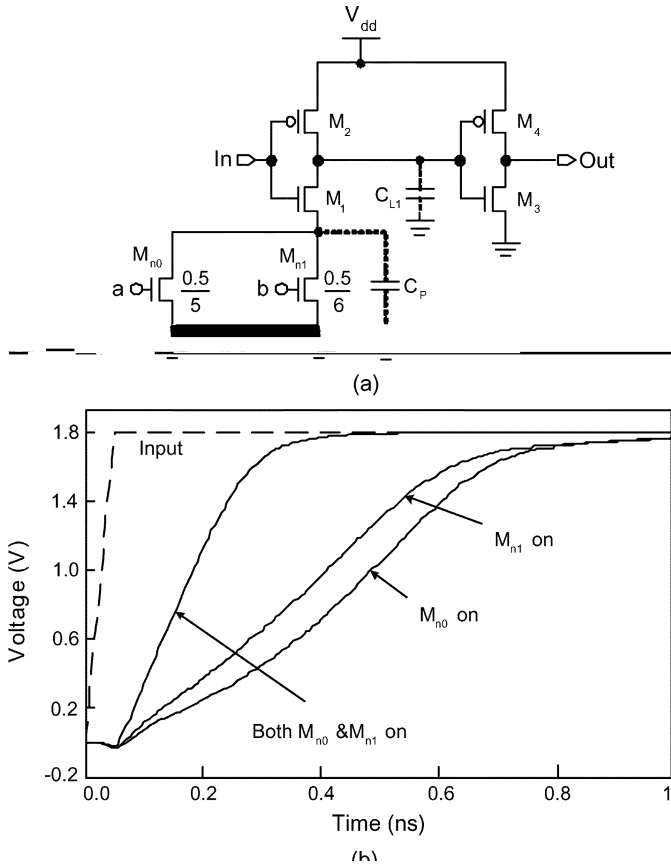 V_dd
M_2
M_4
In
Out
M_1
C_L1
M_3
M_n0
M_n1
a
0.5
5
b
0.5
6
C_P
(a)
1.8
Input
1.4
M_n1 on
1.0
M_n0 on
0.6
0.2
Both M_n0 &M_n1 on
-0.2
Voltage (V)
0.0
0.2
0.4
0.6
0.8
1
Time (ns)
(b)